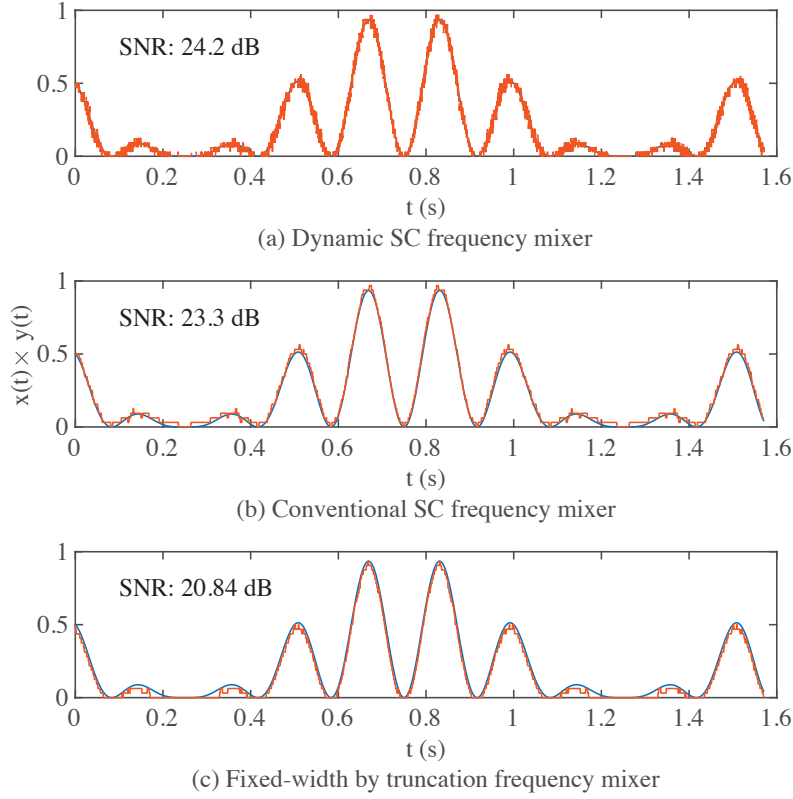 1
SNR: 24.2 dB
0.5
0
0 0.2 0.4 0.6 0.8 1 1.2 1.4 1.6
t (s)
(a) Dynamic SC frequency mixer
1
SNR: 23.3 dB
x(t) × y(t)
0.5
0
0 0.2 0.4 0.6 0.8 1 1.2 1.4 1.6
t (s)
(b) Conventional SC frequency mixer
1
SNR: 20.84 dB
0.5
0
0 0.2 0.4 0.6 0.8 1 1.2 1.4 1.6
t (s)
(c) Fixed-width by truncation frequency mixer